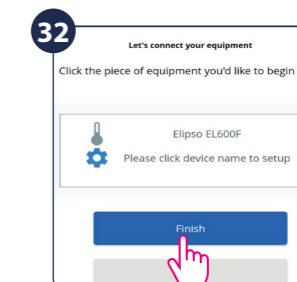 32
Let's connect your equipment
Click the piece of equipment you'd like to begin
Elipso EL600F
Please click device name to setup
Finish